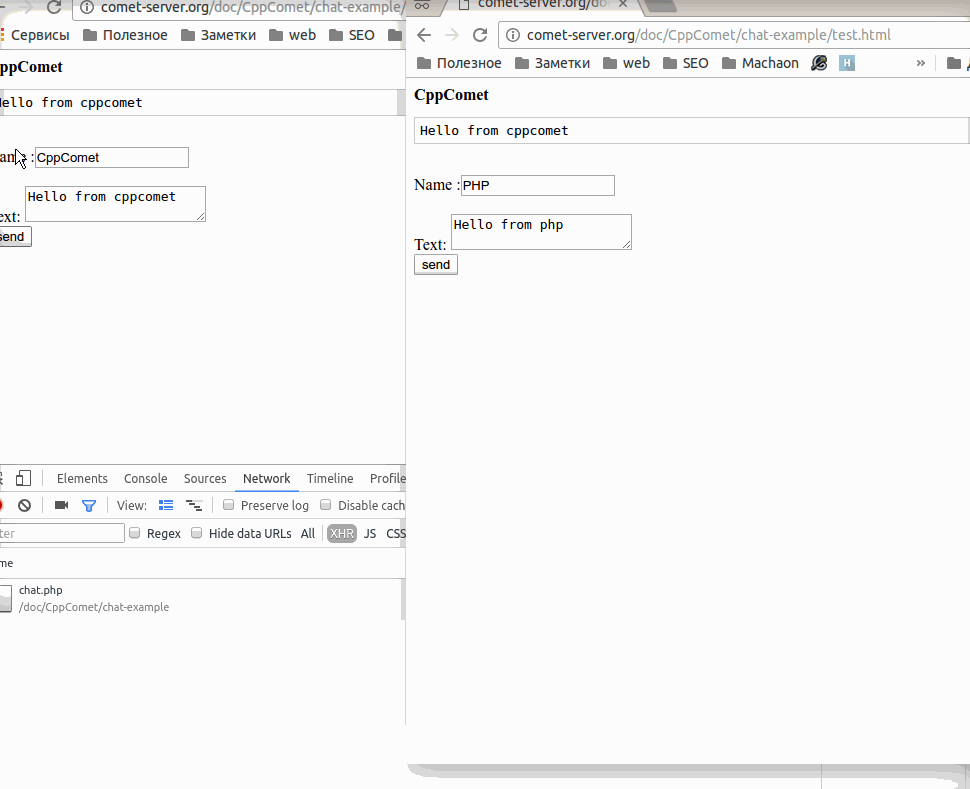 comet-server.org/doc/CppComet/chat-example/
Сервисы Полезное Заметки web SEO
ppComet
ello from cppcomet
ame : CppComet
Hello from cppcomet
ext:
send
Elements Console Sources Network Timeline Profile
View: Preserve log Disable cach
ter Regex Hide data URLs All XHR JS CSS
me
chat.php
/doc/CppComet/chat-example
comet-server.org/do
comet-server.org/doc/CppComet/chat-example/test.html
Полезное Заметки web SEO Machaon H »
CppComet
Hello from cppcomet
Name : PHP
Hello from php
Text:
send